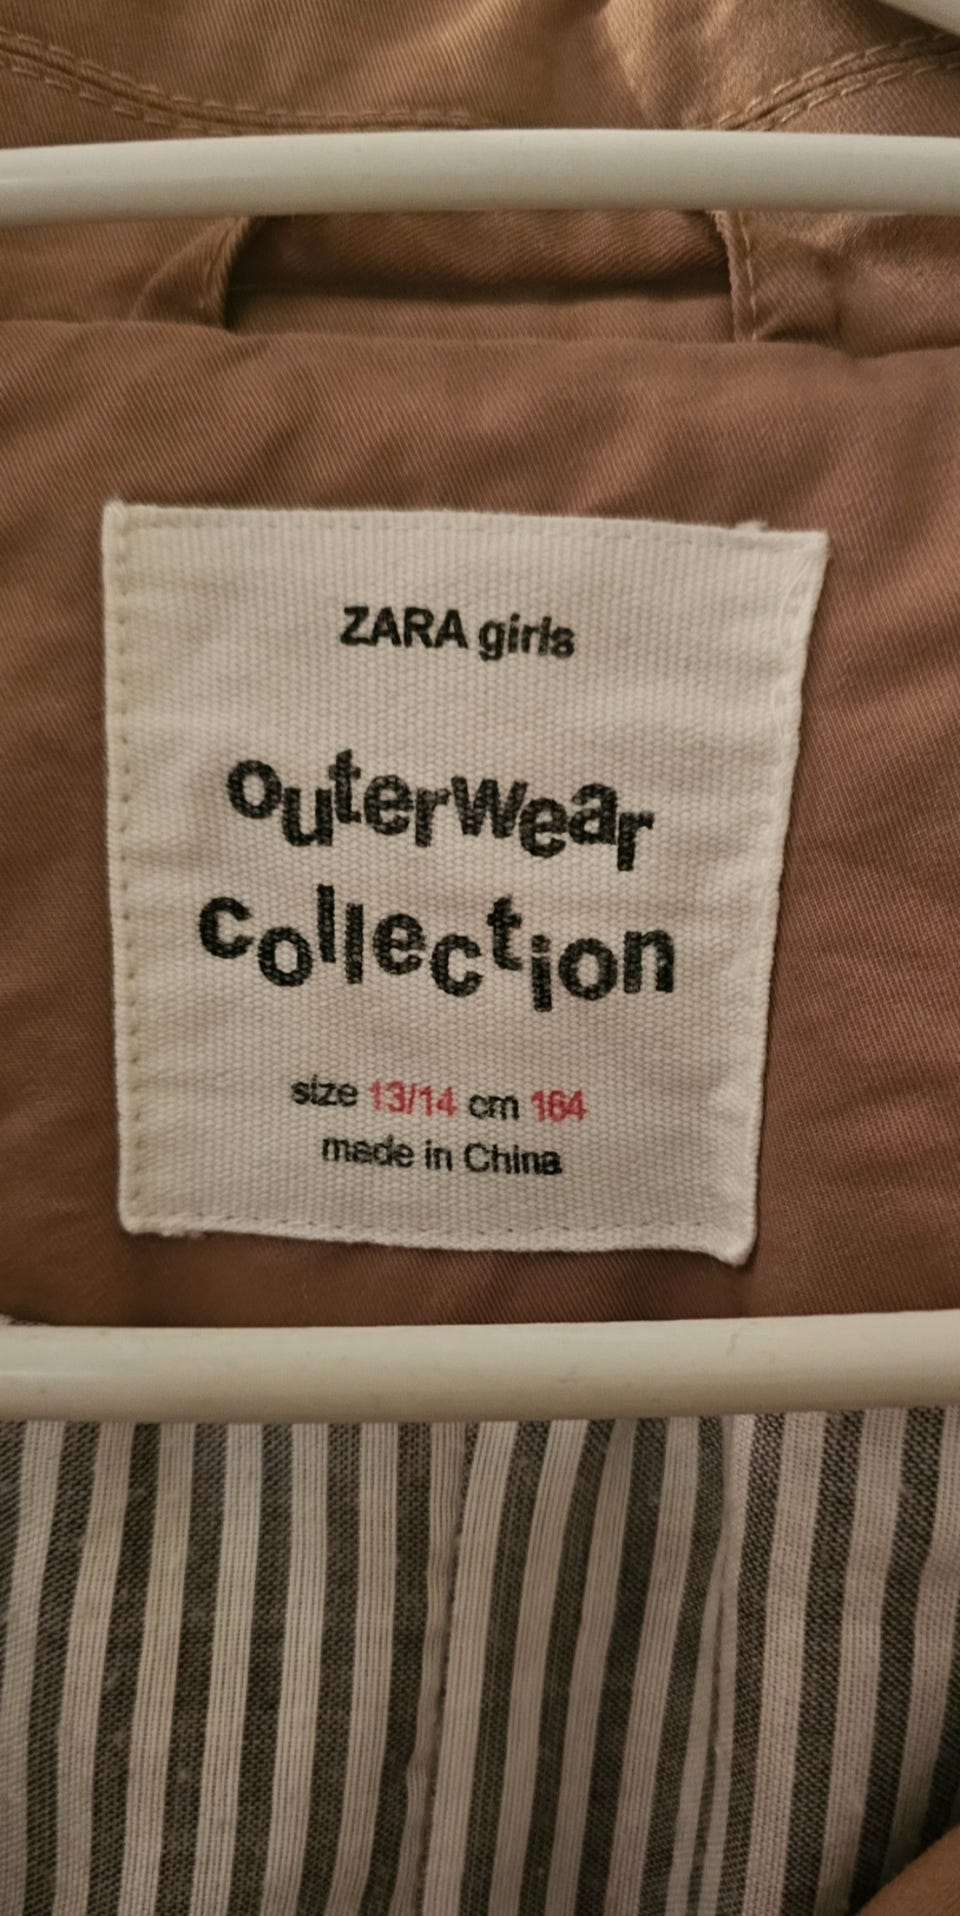 ZARA girls
outerwear
collection
size 13/14 cm 164
made in China